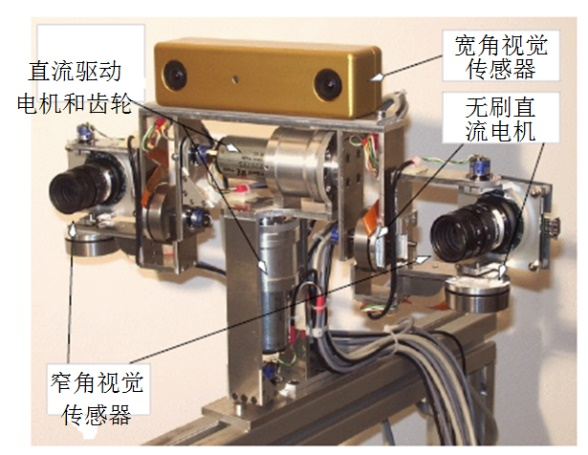 宽角视觉
传感器
直流驱动
电机和齿轮
无刷直
流电机
窄角视觉
传感器